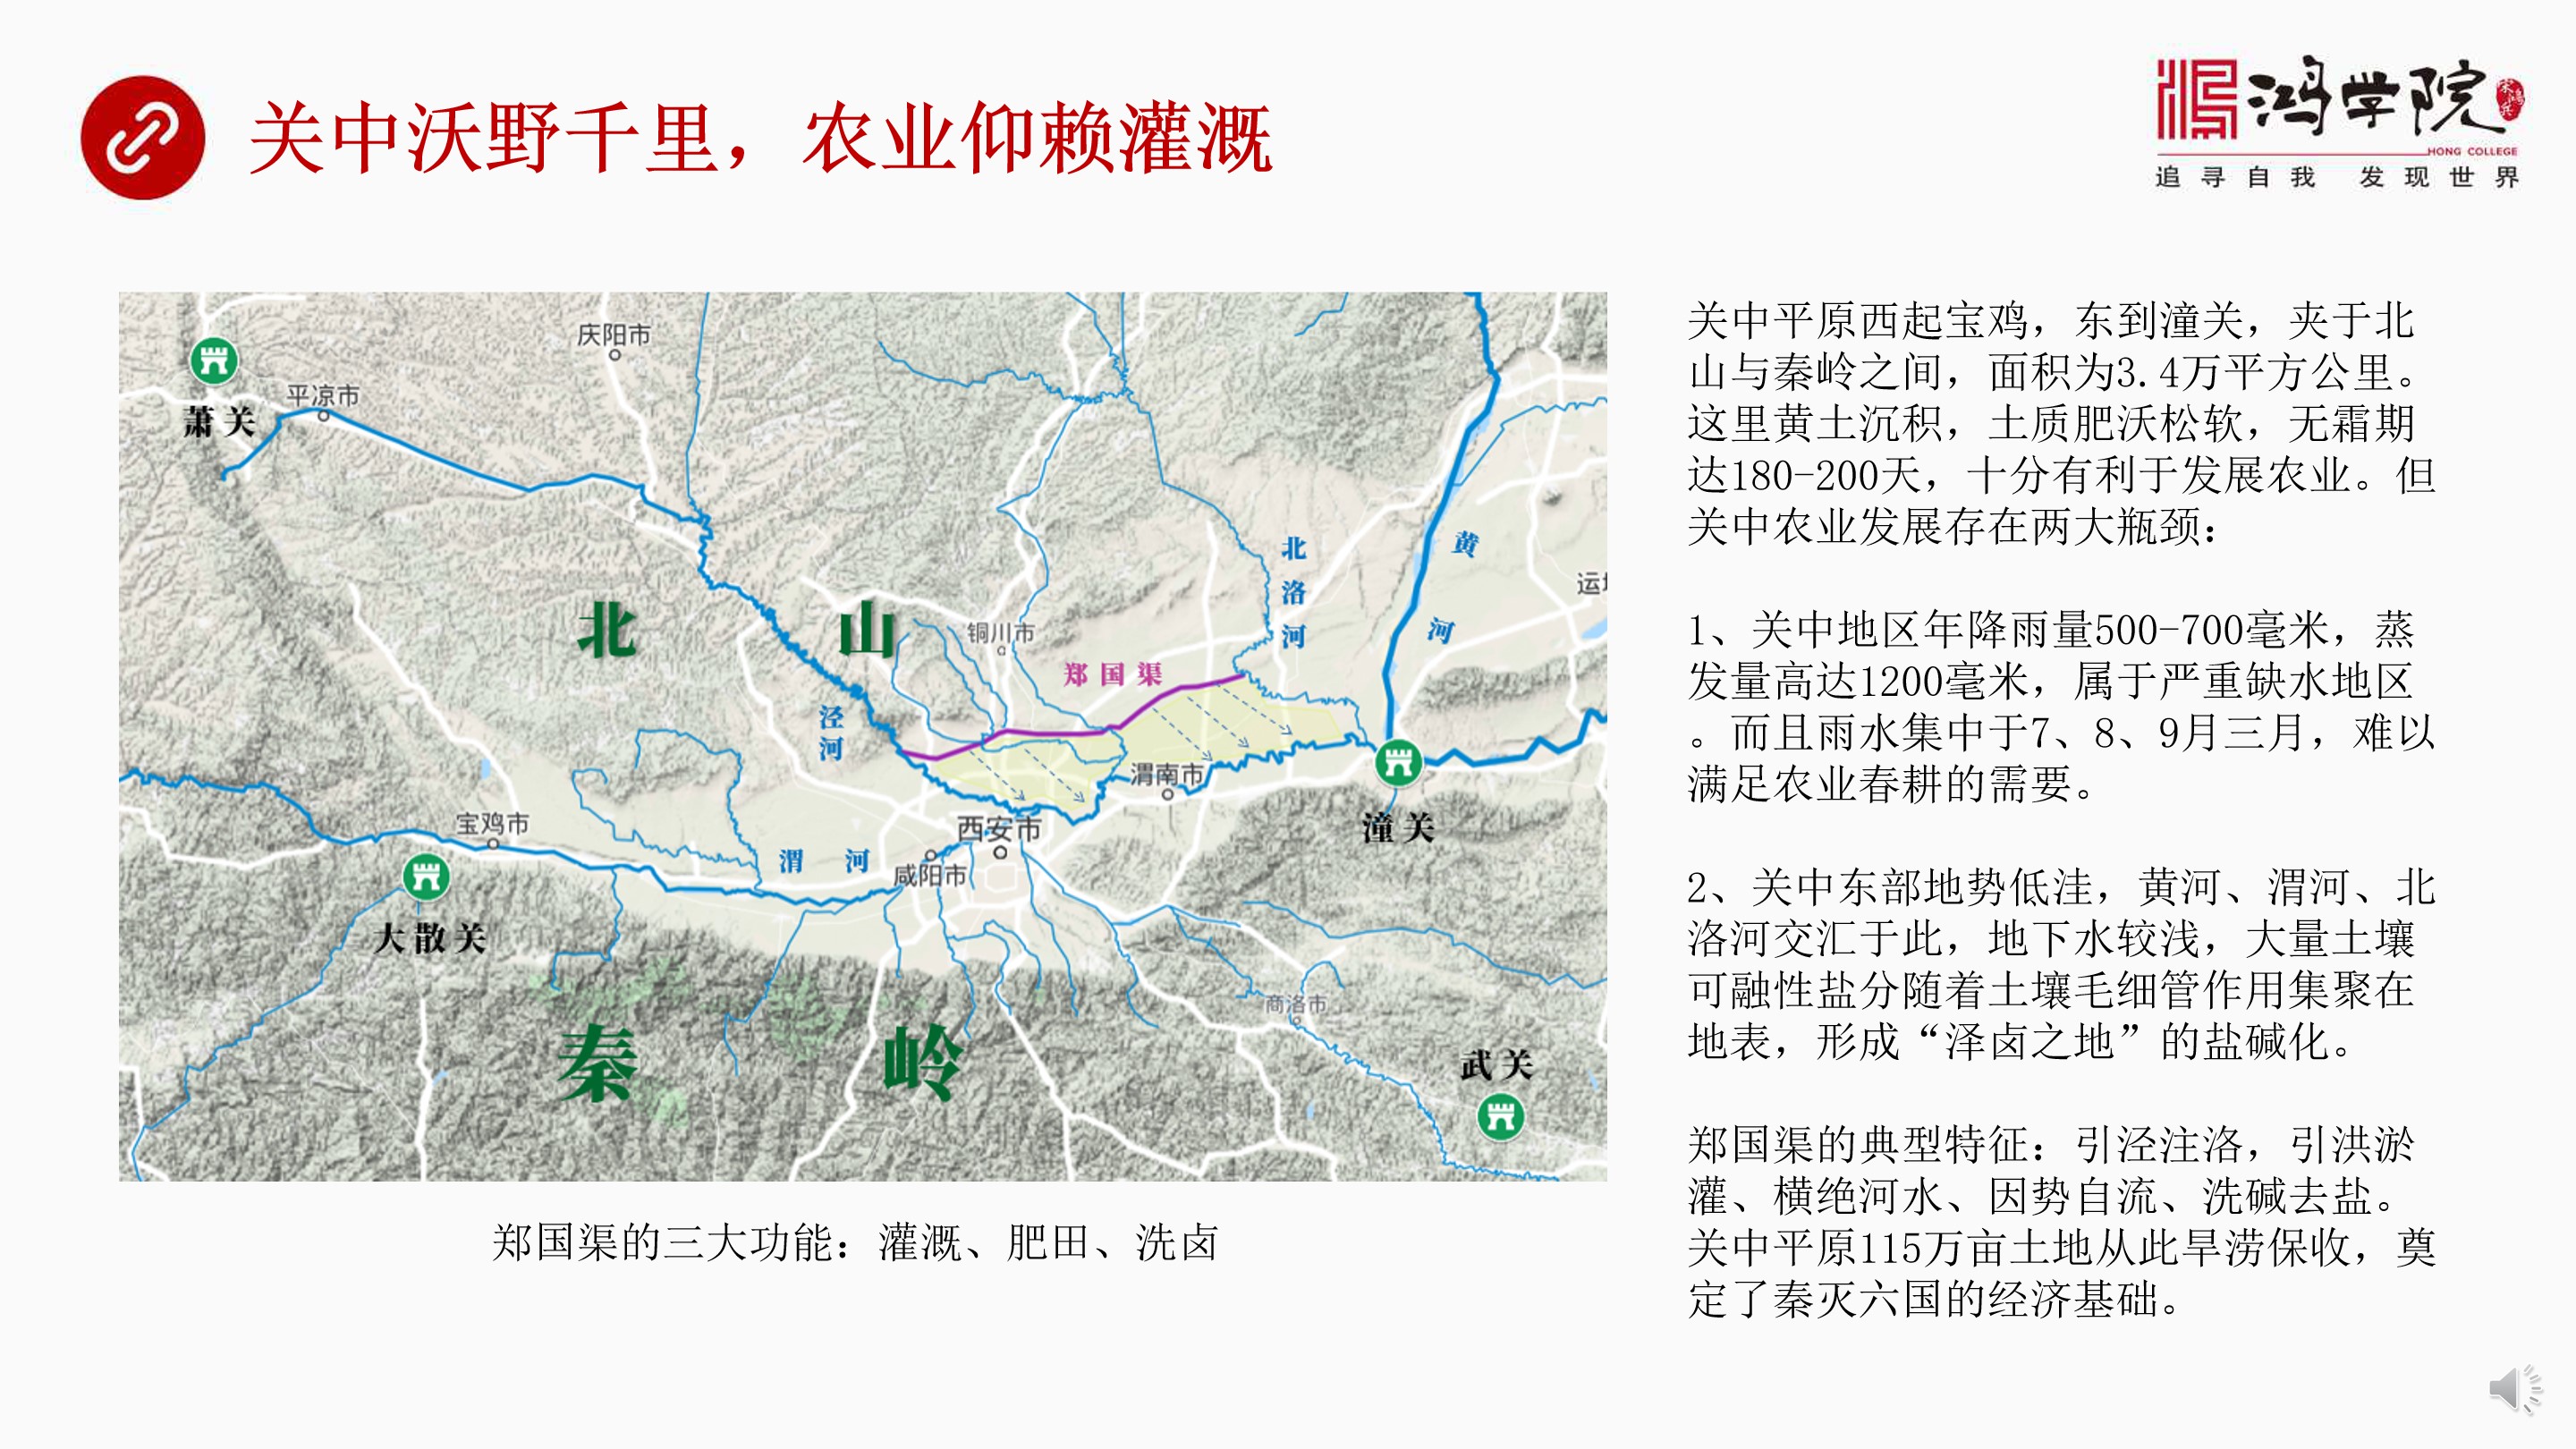 关中沃野千里，农业仰赖灌溉
鸿学院
HONG COLLEGE
追寻自我 发现世界
庆阳市
平凉市
萧关
北山
铜川市
郑国渠
北洛河
黄河
泾河
渭南市
潼关
宝鸡市
大散关
渭河
西安市
咸阳市
秦岭
商洛市
武关
郑国渠的三大功能：灌溉、肥田、洗卤
关中平原西起宝鸡，东到潼关，夹于北
山与秦岭之间，面积为3.4万平方公里。
这里黄土沉积，土质肥沃松软，无霜期
达180-200天，十分有利于发展农业。但
关中农业发展存在两大瓶颈：
1、关中地区年降雨量500-700毫米，蒸
发量高达1200毫米，属于严重缺水地区
。而且雨水集中于7、8、9月三月，难以
满足农业春耕的需要。
2、关中东部地势低洼，黄河、渭河、北
洛河交汇于此，地下水较浅，大量土壤
可融性盐分随着土壤毛细管作用集聚在
地表，形成“泽卤之地”的盐碱化。
郑国渠的典型特征：引泾注洛，引洪淤
灌、横绝河水、因势自流、洗碱去盐。
关中平原115万亩土地从此旱涝保收，奠
定了秦灭六国的经济基础。